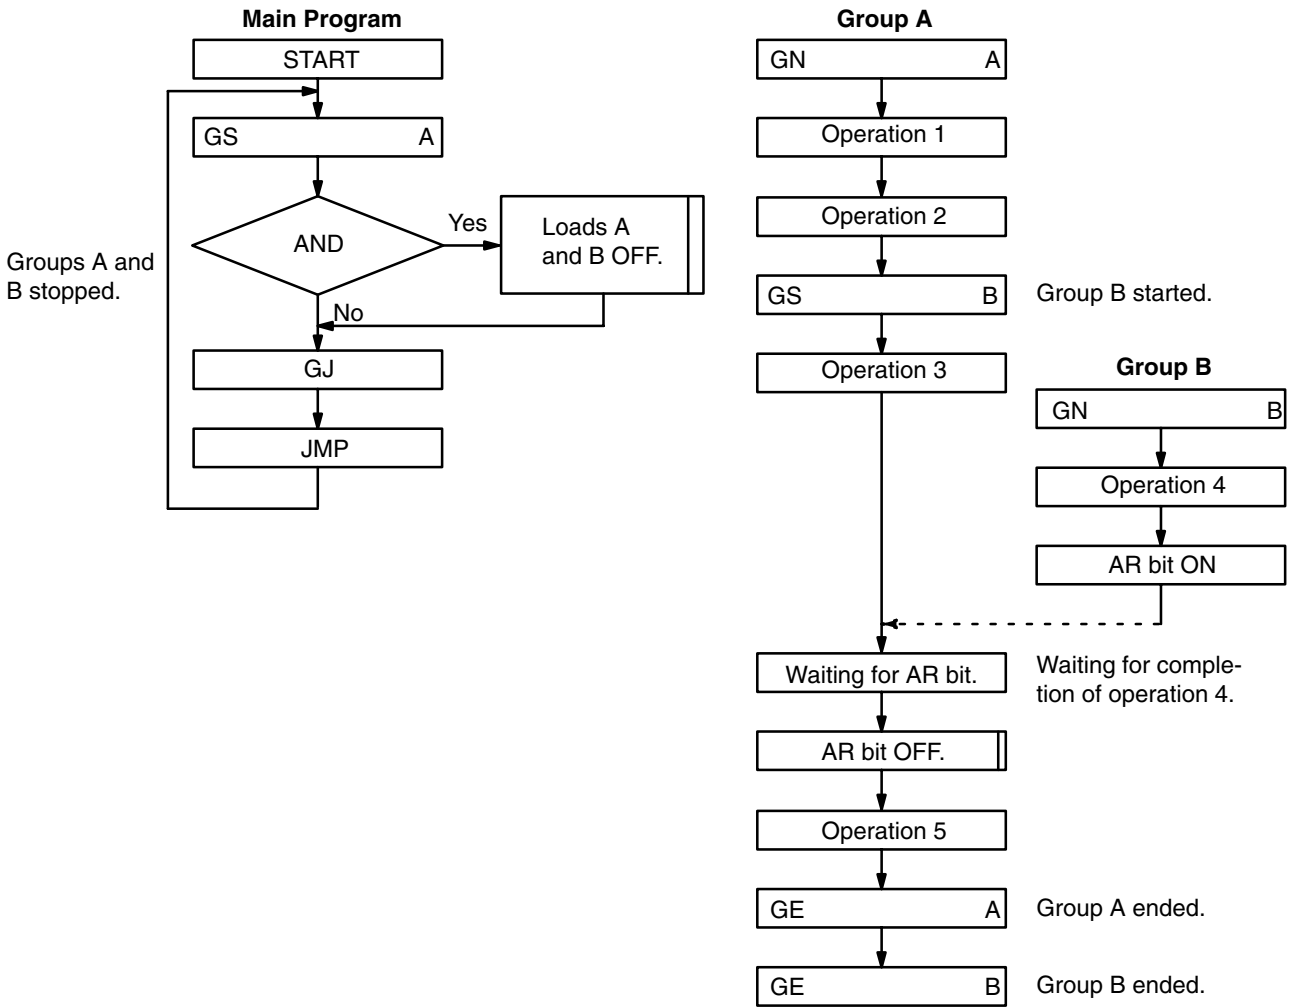 Main Program
START
GS A
AND
Yes
Loads A
and B OFF.
Groups A and
B stopped.
No
GJ
JMP
Group A
GN A
Operation 1
Operation 2
GS B
Group B started.
Operation 3
Group B
GN B
Operation 4
AR bit ON
Waiting for AR bit.
Waiting for comple-
tion of operation 4.
AR bit OFF.
Operation 5
GE A
Group A ended.
GE B
Group B ended.